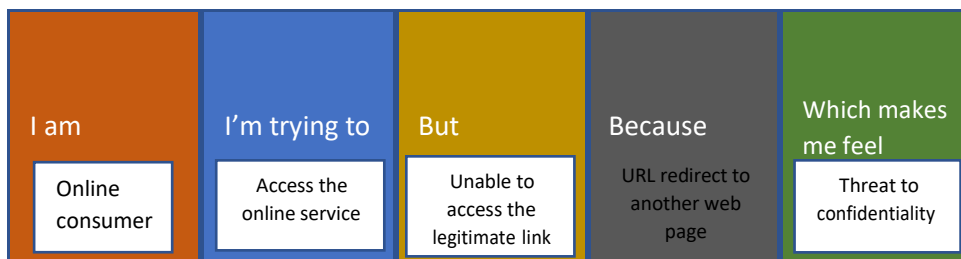 I am
Online
consumer
I'm trying to
Access the
online service
But
Unable to
access the
legitimate link
Because
URL redirect to
another web
page
Which makes
me feel
Threat to
confidentiality